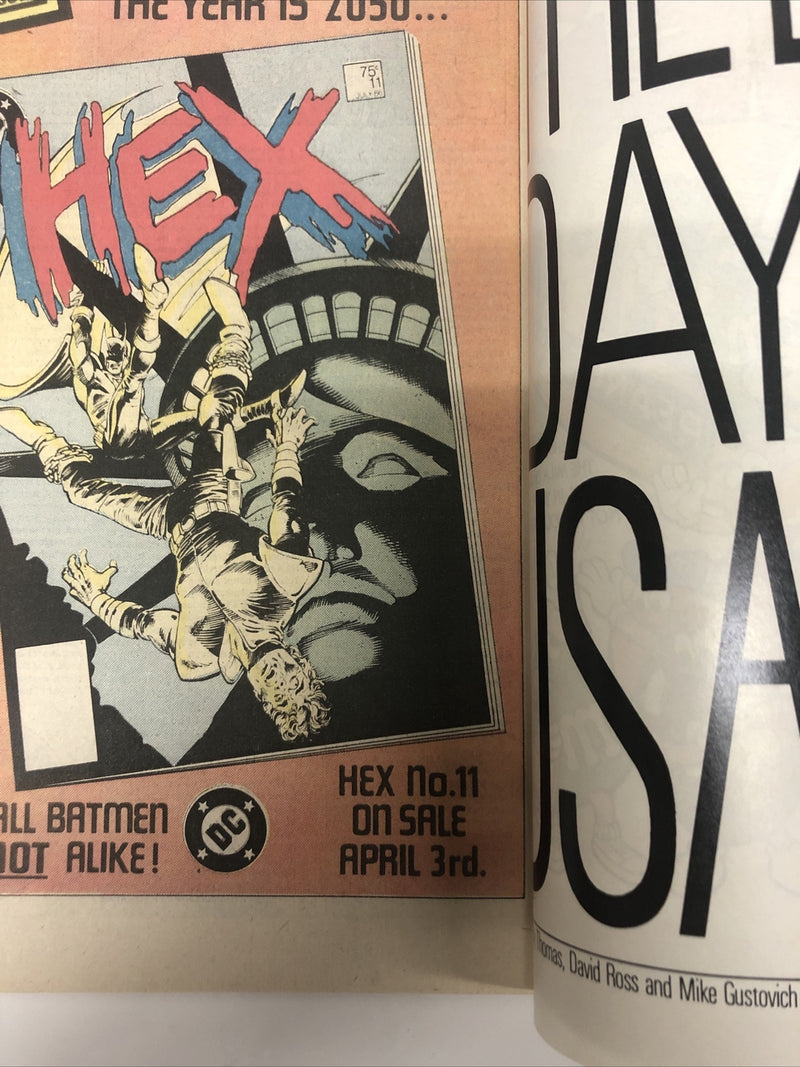 THE YEAR IS 2050...
75¢
11
JULY 86
HEX
ALL BATMEN
NOT ALIKE!
DC
HEX No.11
ON SALE
APRIL 3rd.
DAY
USA
Thomas, David Ross and Mike Gustovich